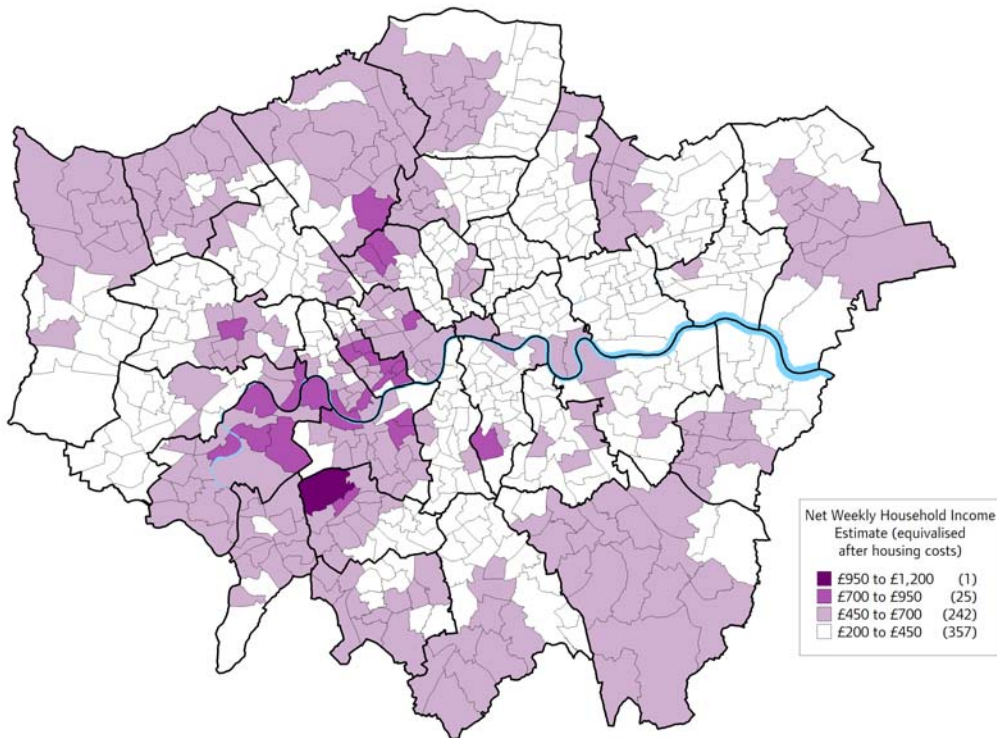 Net Weekly Household Income
Estimate (equivalised
after housing costs)
£950 to £1,200 (1)
£700 to £950 (25)
£450 to £700 (242)
£200 to £450 (357)